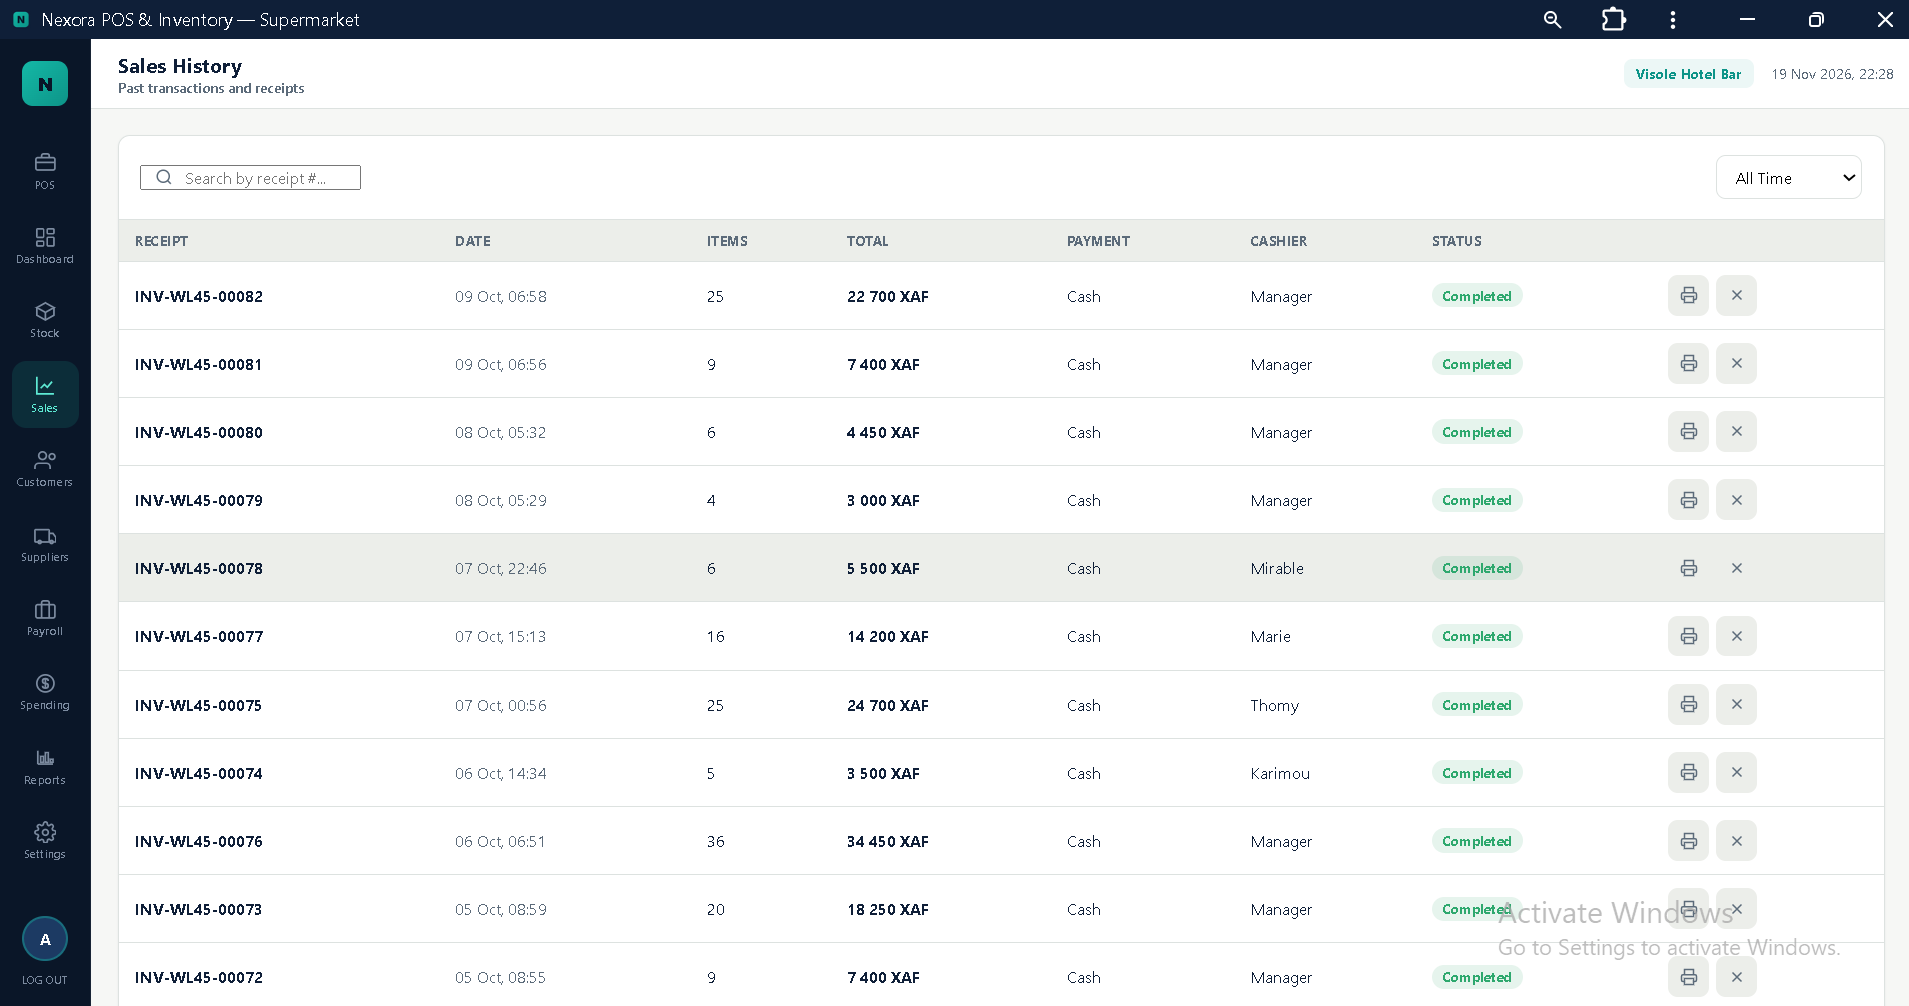 N Nexora POS & Inventory — Supermarket
N
POS
Dashboard
Stock
Sales
Customers
Suppliers
Payroll
Spending
Reports
Settings
A
LOG OUT
Sales History
Past transactions and receipts
Visole Hotel Bar 19 Nov 2026, 22:28
Search by receipt #... All Time
RECEIPT DATE ITEMS TOTAL PAYMENT CASHIER STATUS
INV-WL45-00082 09 Oct, 06:58 25 22 700 XAF Cash Manager Completed
INV-WL45-00081 09 Oct, 06:56 9 7 400 XAF Cash Manager Completed
INV-WL45-00080 08 Oct, 05:32 6 4 450 XAF Cash Manager Completed
INV-WL45-00079 08 Oct, 05:29 4 3 000 XAF Cash Manager Completed
INV-WL45-00078 07 Oct, 22:46 6 5 500 XAF Cash Mirable Completed
INV-WL45-00077 07 Oct, 15:13 16 14 200 XAF Cash Marie Completed
INV-WL45-00075 07 Oct, 00:56 25 24 700 XAF Cash Thomy Completed
INV-WL45-00074 06 Oct, 14:34 5 3 500 XAF Cash Karimou Completed
INV-WL45-00076 06 Oct, 06:51 36 34 450 XAF Cash Manager Completed
INV-WL45-00073 05 Oct, 08:59 20 18 250 XAF Cash Manager Completed
INV-WL45-00072 05 Oct, 08:55 9 7 400 XAF Cash Manager Completed
Activate Windows
Go to Settings to activate Windows.